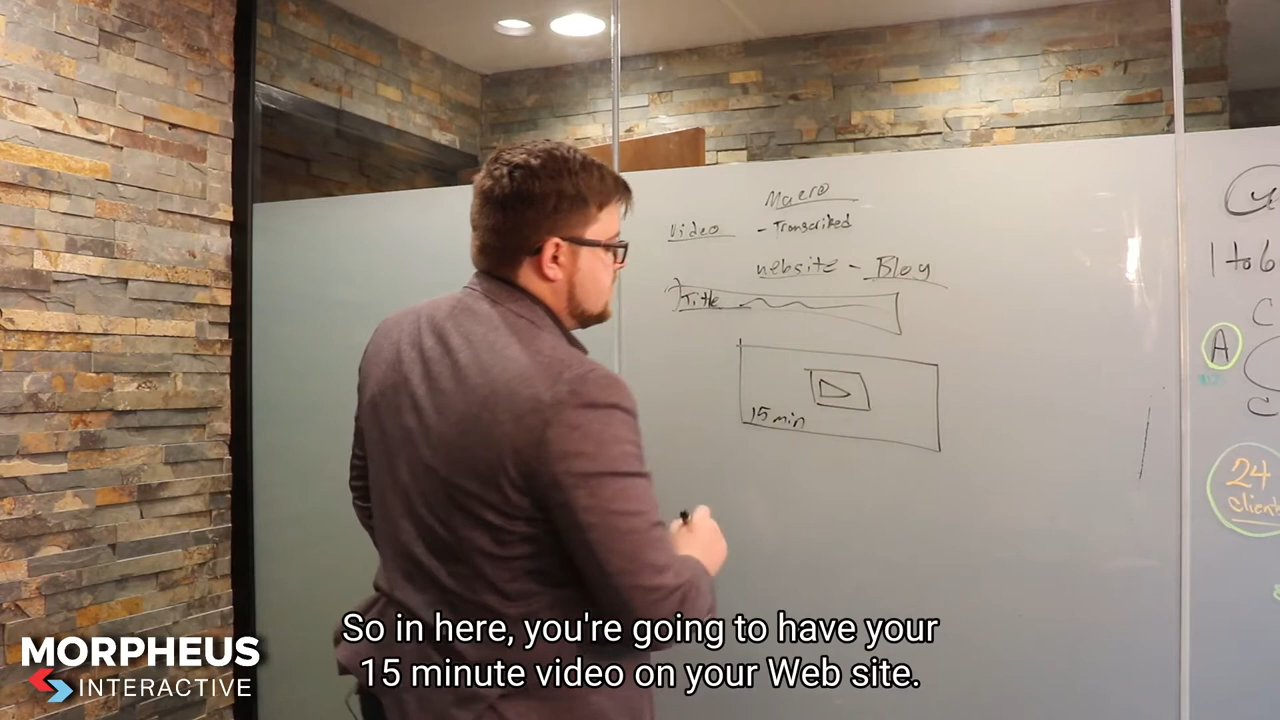 Macro
Video - Transcribed
website - Blog
Title
15 min
1 to 6
A
24
Client
So in here, you're going to have your
15 minute video on your Web site.
MORPHEUS
INTERACTIVE